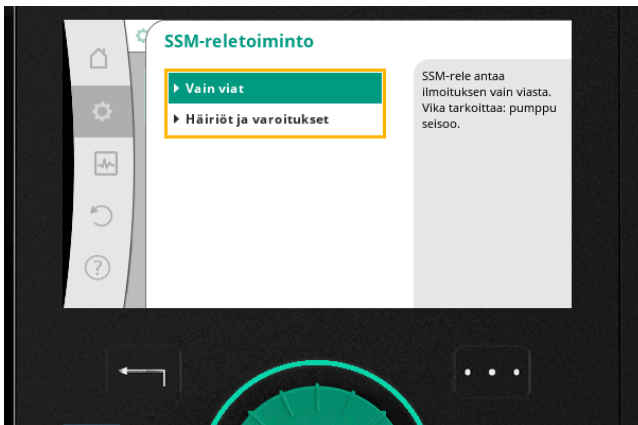 SSM-reletoiminto
Vain viat
Häiriöt ja varoitukset
SSM-rele antaa
ilmoituksen vain viasta.
Vika tarkoittaa: pumppu
seisoo.